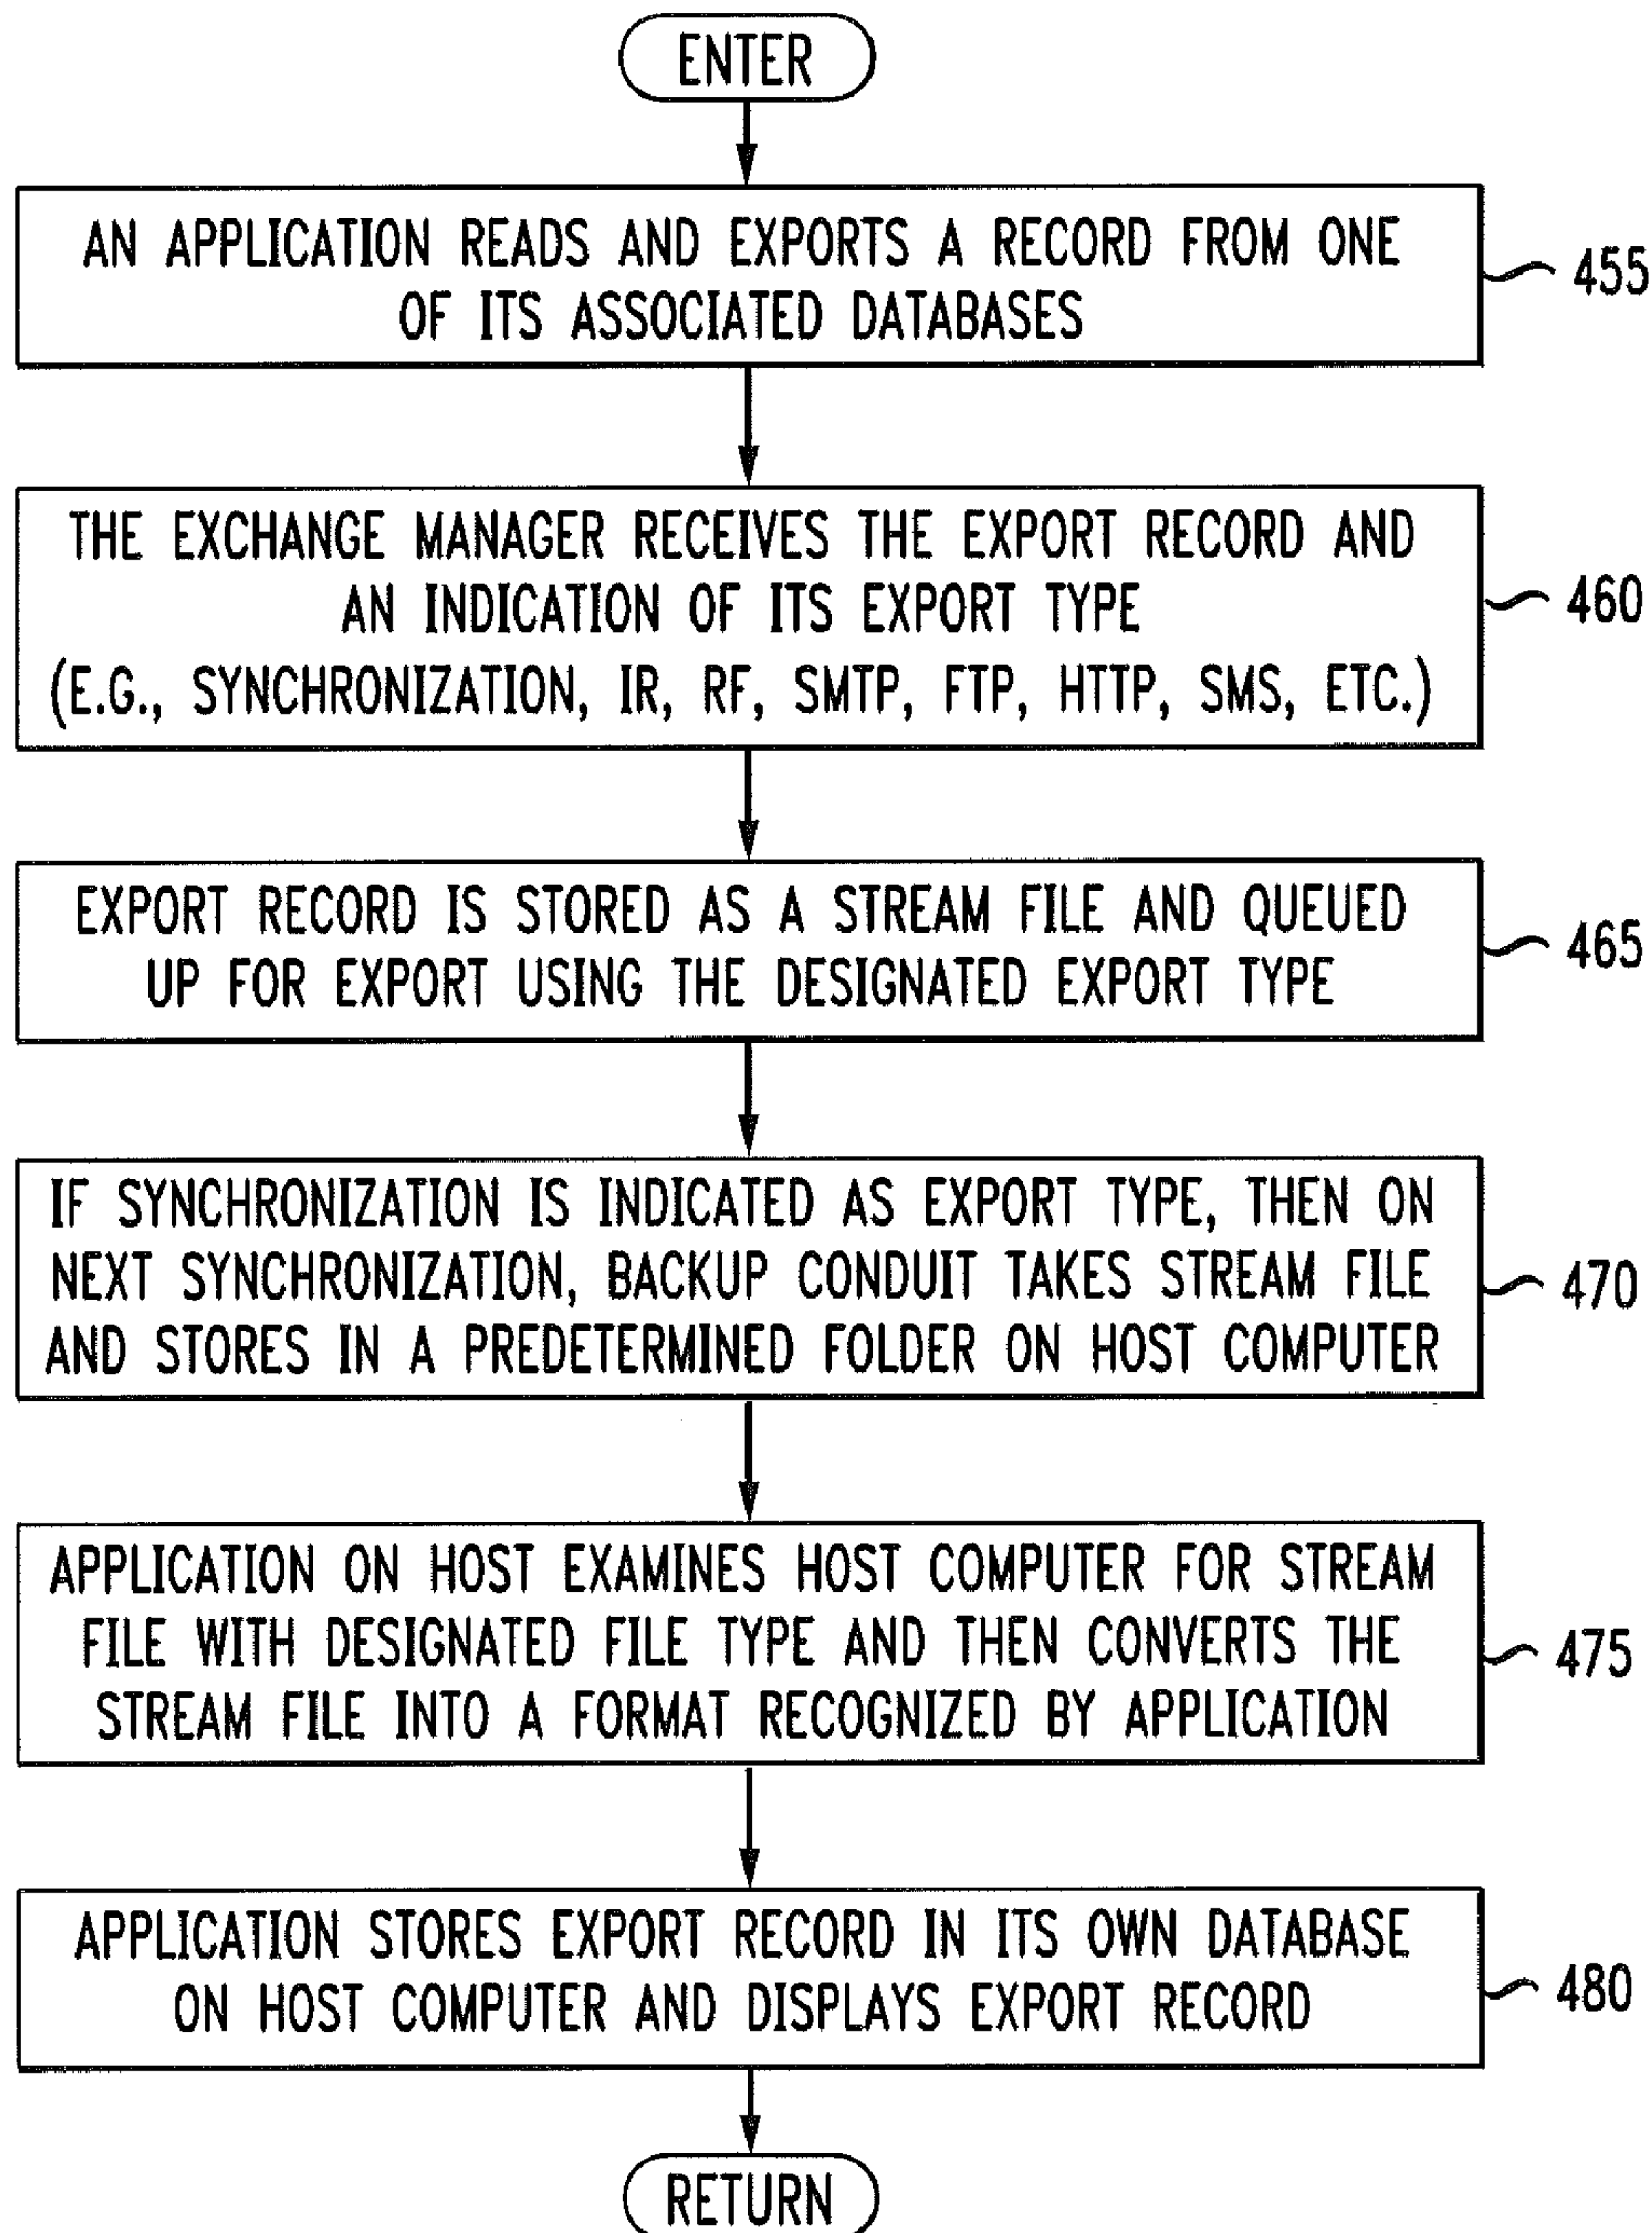 ENTER
AN APPLICATION READS AND EXPORTS A RECORD FROM ONE
OF ITS ASSOCIATED DATABASES
455
THE EXCHANGE MANAGER RECEIVES THE EXPORT RECORD AND
AN INDICATION OF ITS EXPORT TYPE
(E.G., SYNCHRONIZATION, IR, RF, SMTP, FTP, HTTP, SMS, ETC.)
460
EXPORT RECORD IS STORED AS A STREAM FILE AND QUEUED
UP FOR EXPORT USING THE DESIGNATED EXPORT TYPE
465
IF SYNCHRONIZATION IS INDICATED AS EXPORT TYPE, THEN ON
NEXT SYNCHRONIZATION, BACKUP CONDUIT TAKES STREAM FILE
AND STORES IN A PREDETERMINED FOLDER ON HOST COMPUTER
470
APPLICATION ON HOST EXAMINES HOST COMPUTER FOR STREAM
FILE WITH DESIGNATED FILE TYPE AND THEN CONVERTS THE
STREAM FILE INTO A FORMAT RECOGNIZED BY APPLICATION
475
APPLICATION STORES EXPORT RECORD IN ITS OWN DATABASE
ON HOST COMPUTER AND DISPLAYS EXPORT RECORD
480
RETURN